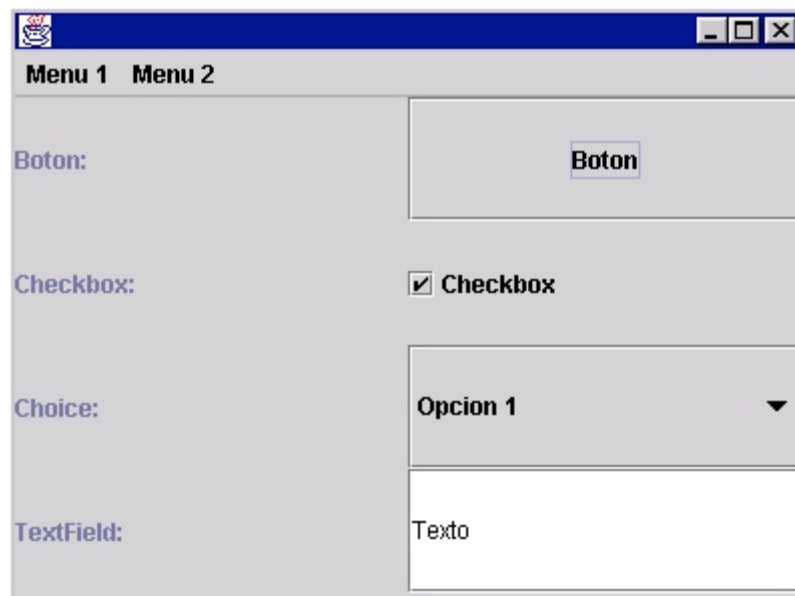 Menu 1 Menu 2
Boton: Boton
Checkbox: Checkbox
Choice: Opcion 1
TextField: Texto